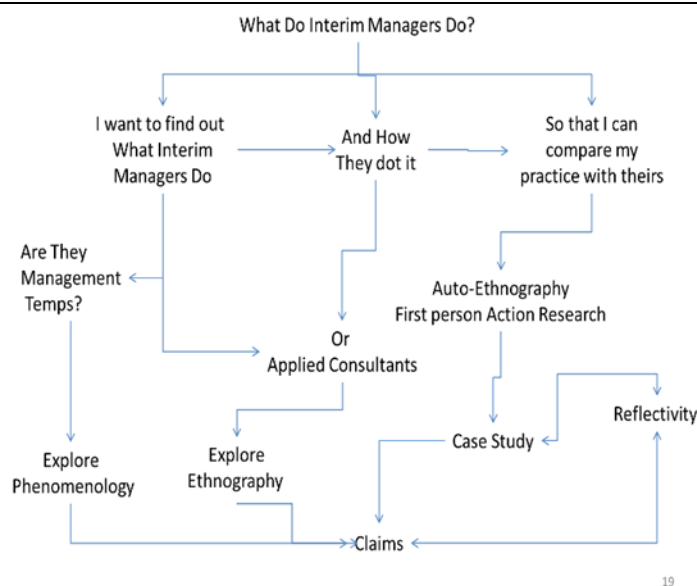 What Do Interim Managers Do?
I want to find out
What Interim
Managers Do
And How
They dot it
So that I can
compare my
practice with theirs
Are They
Management
Temps?
Auto-Ethnography
First person Action Research
Or
Applied Consultants
Reflectivity
Case Study
Explore
Phenomenology
Explore
Ethnography
Claims
19